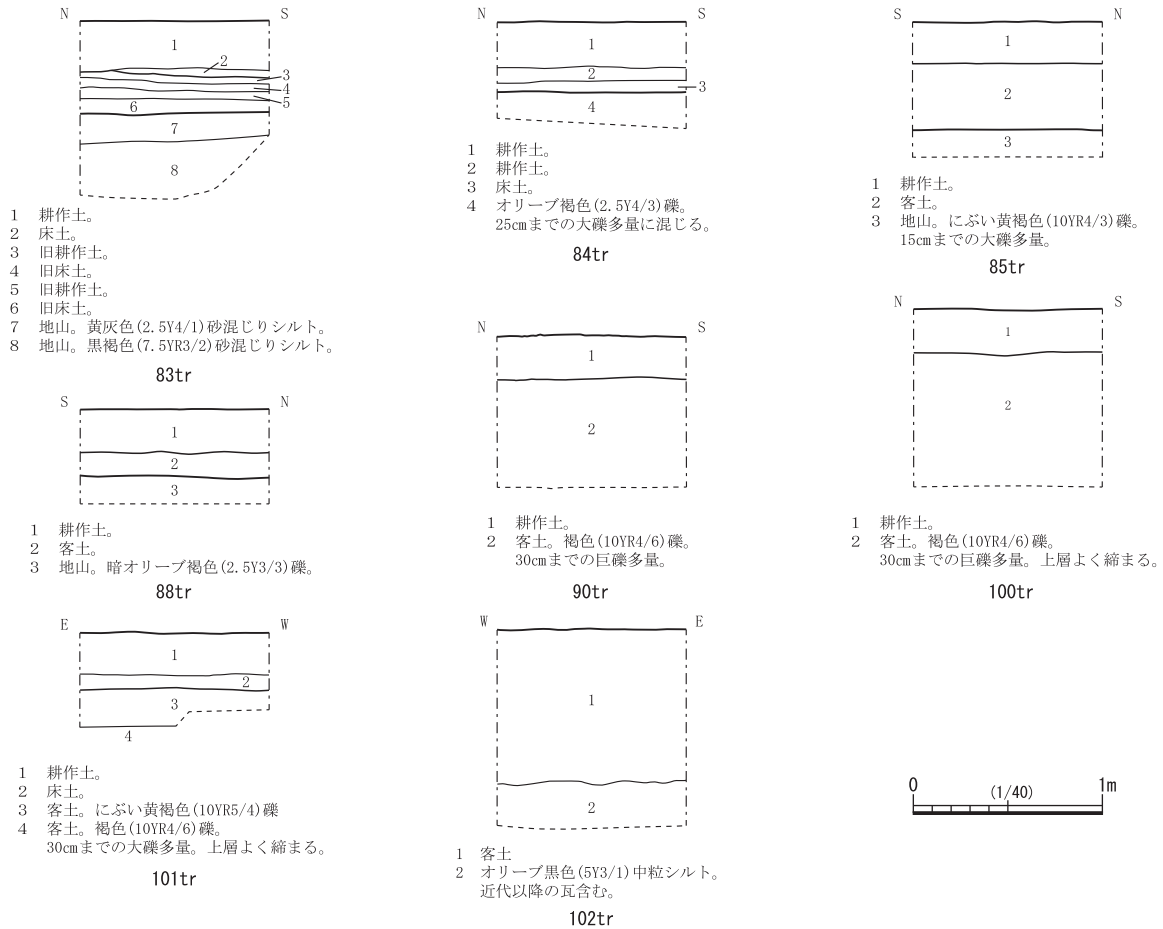 N S
1
2
3
4
5
6
7
8
1 耕作土。
2 床土。
3 旧耕作土。
4 旧床土。
5 旧耕作土。
6 旧床土。
7 地山。黄灰色(2.5Y4/1)砂混じりシルト。
8 地山。黒褐色(7.5YR3/2)砂混じりシルト。
83tr
N S
1
2
3
4
1 耕作土。
2 耕作土。
3 床土。
4 オリーブ褐色(2.5Y4/3)礫。
25cmまでの大礫多量に混じる。
84tr
S N
1
2
3
1 耕作土。
2 客土。
3 地山。にぶい黄褐色(10YR4/3)礫。
15cmまでの大礫多量。
85tr
S N
1
2
3
1 耕作土。
2 客土。
3 地山。暗オリーブ褐色(2.5Y3/3)礫。
88tr
N S
1
2
1 耕作土。
2 客土。褐色(10YR4/6)礫。
30cmまでの巨礫多量。
90tr
N S
1
2
1 耕作土。
2 客土。褐色(10YR4/6)礫。
30cmまでの巨礫多量。上層よく締まる。
100tr
E W
1
2
3
4
1 耕作土。
2 床土。
3 客土。にぶい黄褐色(10YR5/4)礫
4 客土。褐色(10YR4/6)礫。
30cmまでの大礫多量。上層よく締まる。
101tr
W E
1
2
1 客土
2 オリーブ黒色(5Y3/1)中粒シルト。
近代以降の瓦含む。
102tr
0 (1/40) 1m